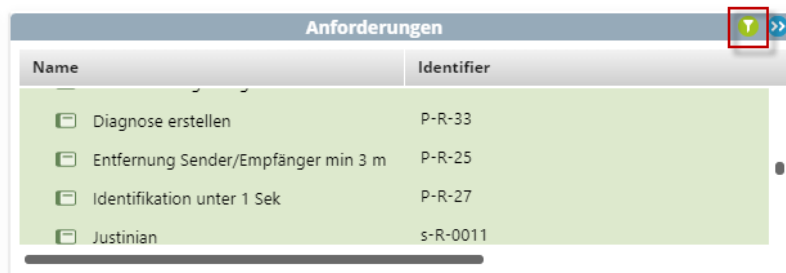 Anforderungen
Name Identifier
Diagnose erstellen P-R-33
Entfernung Sender/Empfänger min 3 m P-R-25
Identifikation unter 1 Sek P-R-27
Justinian s-R-0011